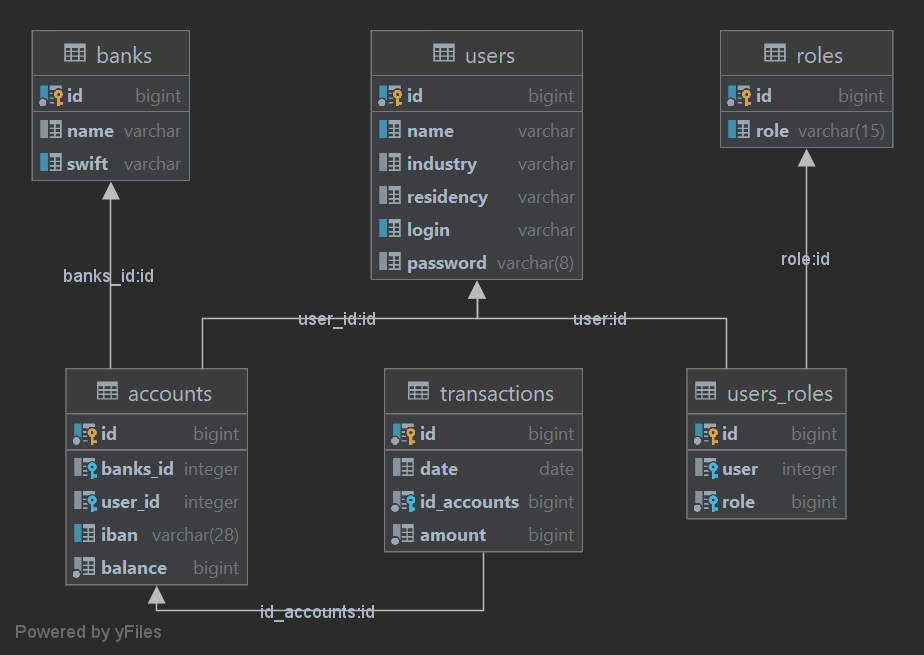 banks
id bigint
name varchar
swift varchar
users
id bigint
name varchar
industry varchar
residency varchar
login varchar
password varchar(8)
roles
id bigint
role varchar(15)
banks_id:id
user_id:id
user:id
role:id
accounts
id bigint
banks_id integer
user_id integer
iban varchar(28)
balance bigint
transactions
id bigint
date date
id_accounts bigint
amount bigint
users_roles
id bigint
user integer
role bigint
id_accounts:id
Powered by yFiles